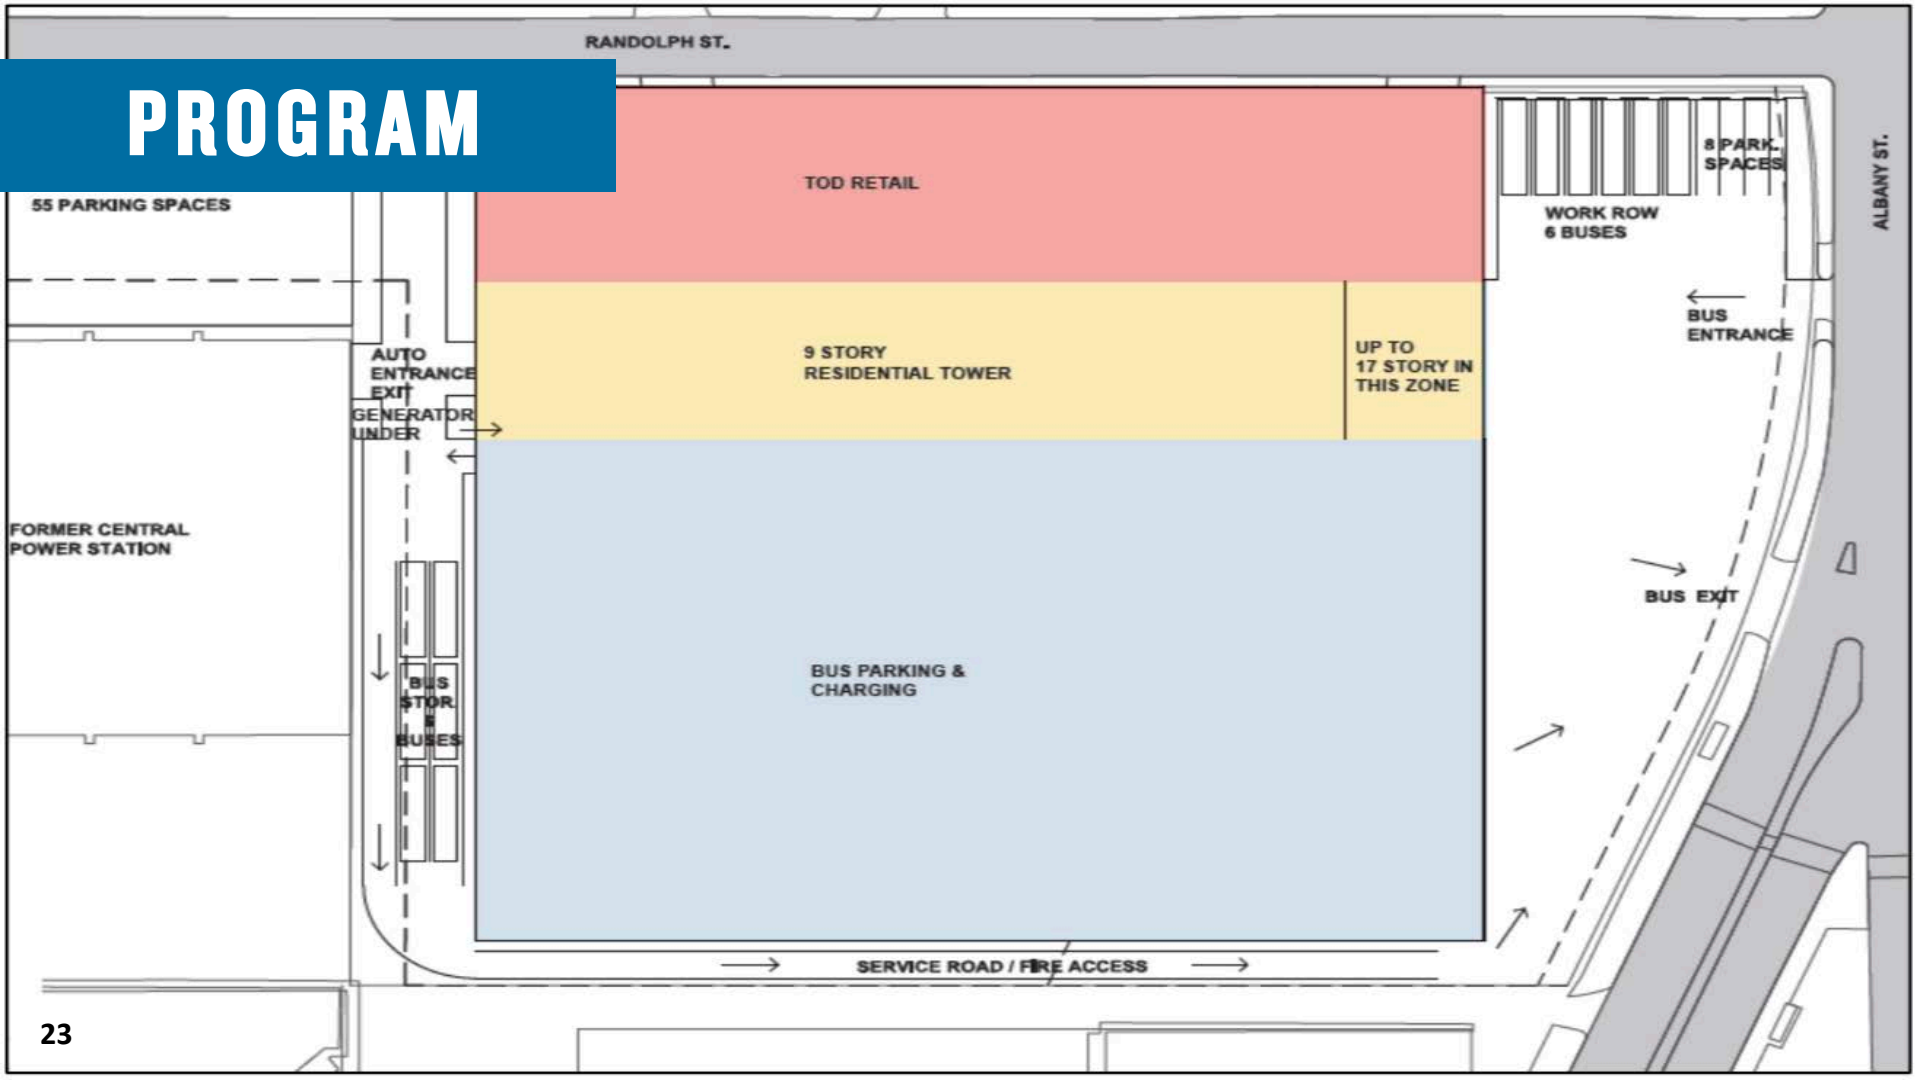 RANDOLPH ST.
PROGRAM
55 PARKING SPACES
TOD RETAIL
8 PARK.
SPACES
WORK ROW
6 BUSES
ALBANY ST.
BUS
ENTRANCE
9 STORY
RESIDENTIAL TOWER
UP TO
17 STORY IN
THIS ZONE
AUTO
ENTRANCE
EXIT
GENERATOR
UNDER
FORMER CENTRAL
POWER STATION
BUS EXIT
BUS PARKING &
CHARGING
BUS
STOR.
BUSES
SERVICE ROAD / FIRE ACCESS
23